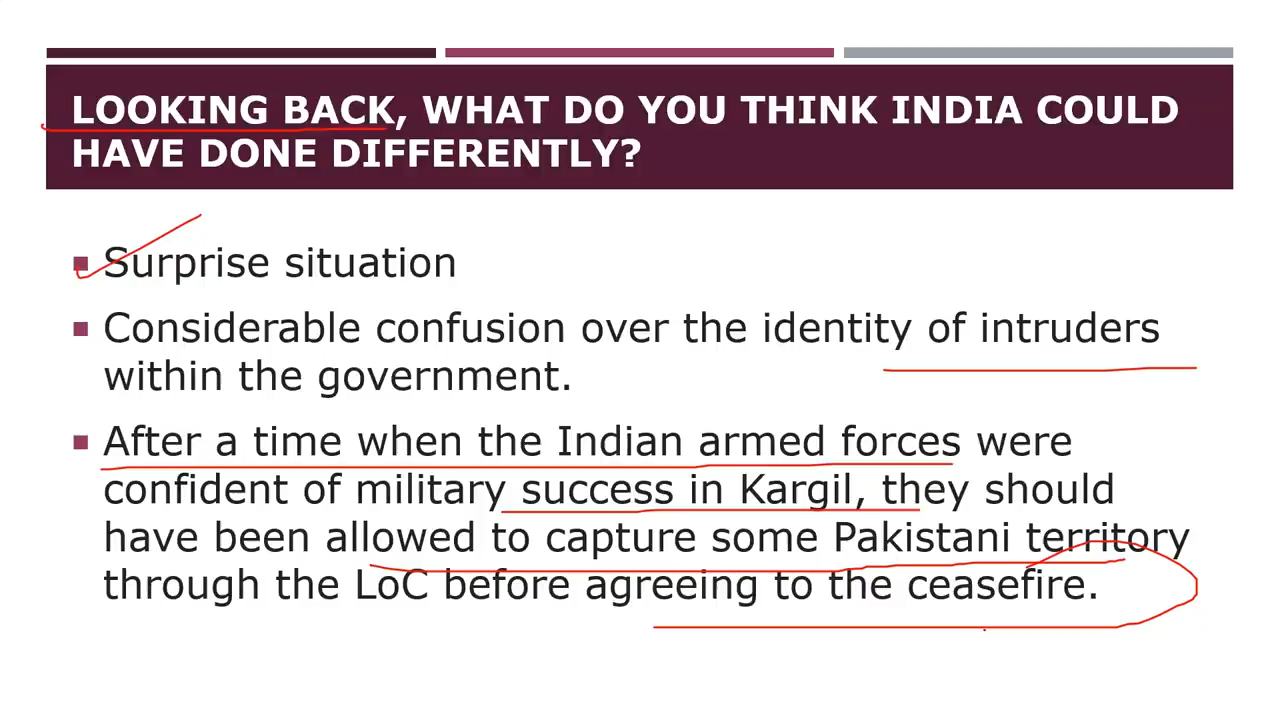 LOOKING BACK, WHAT DO YOU THINK INDIA COULD
HAVE DONE DIFFERENTLY?
Surprise situation
Considerable confusion over the identity of intruders
within the government.
After a time when the Indian armed forces were
confident of military success in Kargil, they should
have been allowed to capture some Pakistani territory
through the LoC before agreeing to the ceasefire.